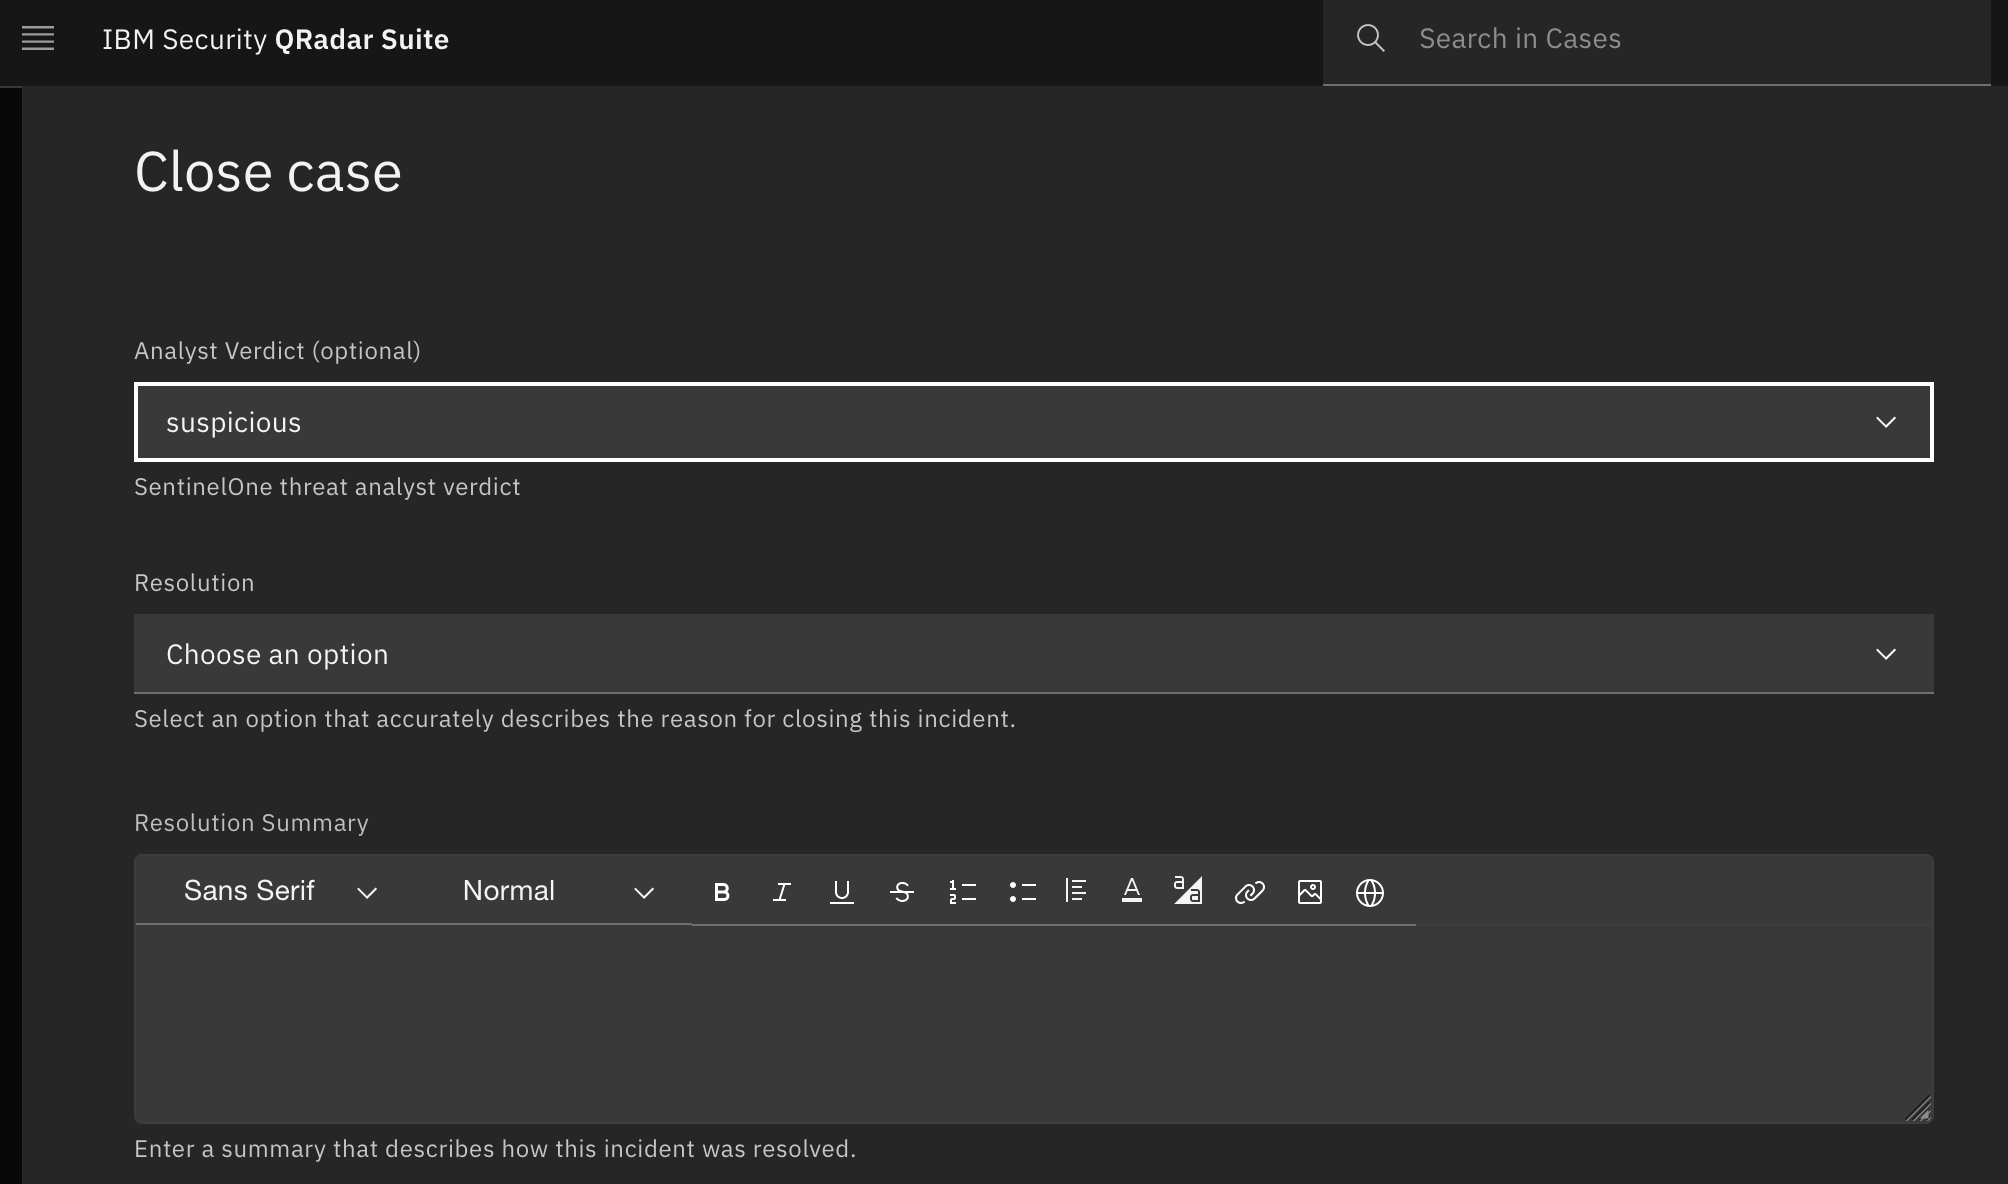 IBM Security QRadar Suite
Search in Cases
Close case
Analyst Verdict (optional)
suspicious
SentinelOne threat analyst verdict
Resolution
Choose an option
Select an option that accurately describes the reason for closing this incident.
Resolution Summary
Sans Serif Normal
Enter a summary that describes how this incident was resolved.